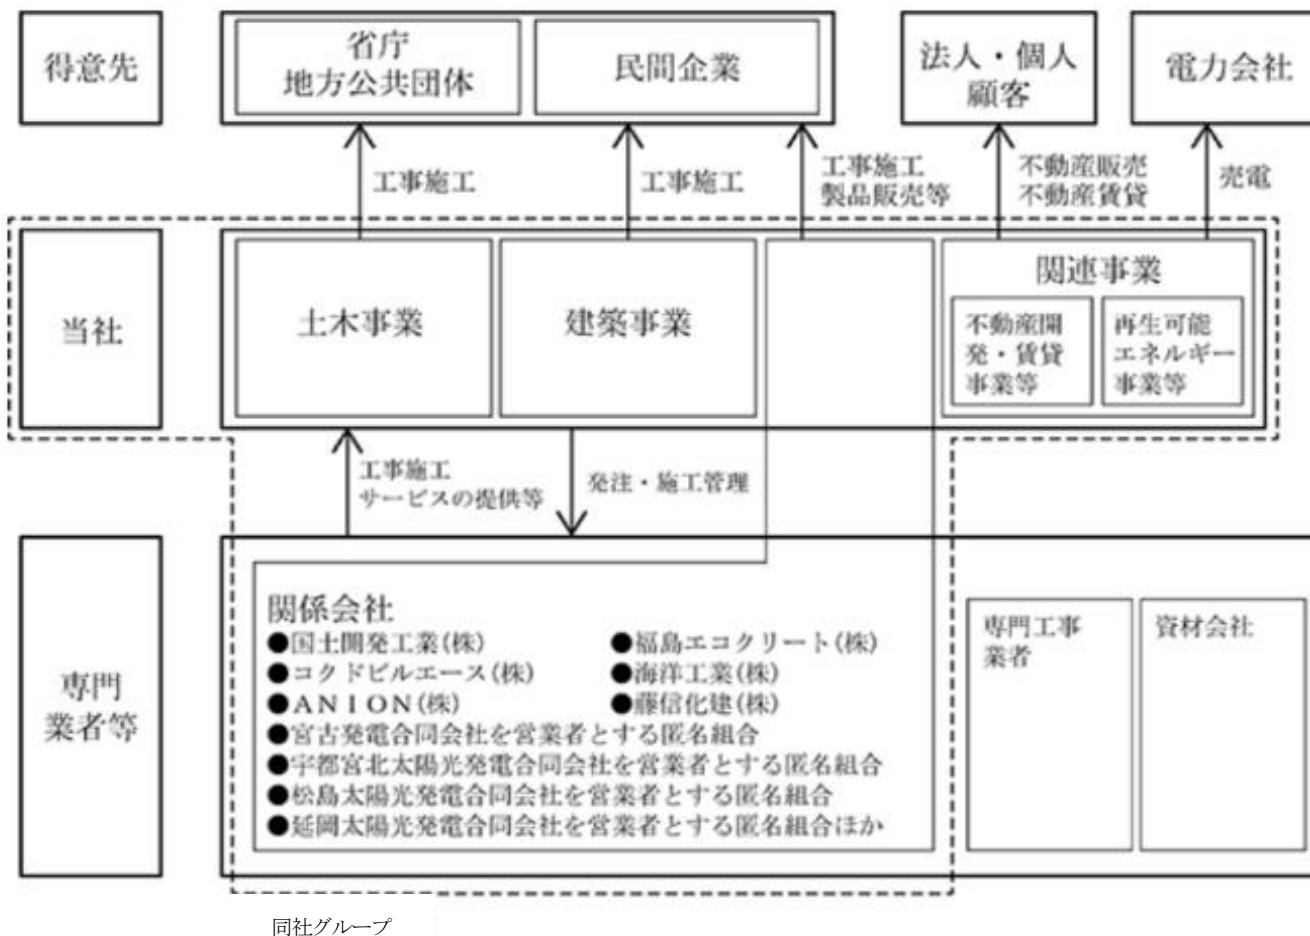 得意先
省庁
地方公共団体
民間企業
法人・個人
顧客
電力会社
工事施工
工事施工
工事施工
製品販売等
不動産販売
不動産賃貸
売電
当社
土木事業
建築事業
関連事業
不動産開
発・賃貸
事業等
再生可能
エネルギー
事業等
工事施工
サービスの提供等
発注・施工管理
専門
業者等
関係会社
●国土開発工業(株)
●福島エコクリート(株)
●コクドビルエース(株)
●海洋工業(株)
●ANION(株)
●藤信化建(株)
●宮古発電合同会社を営業者とする匿名組合
●宇都宮北太陽光発電合同会社を営業者とする匿名組合
●松島太陽光発電合同会社を営業者とする匿名組合
●延岡太陽光発電合同会社を営業者とする匿名組合ほか
専門工事
業者
資材会社
同社グループ